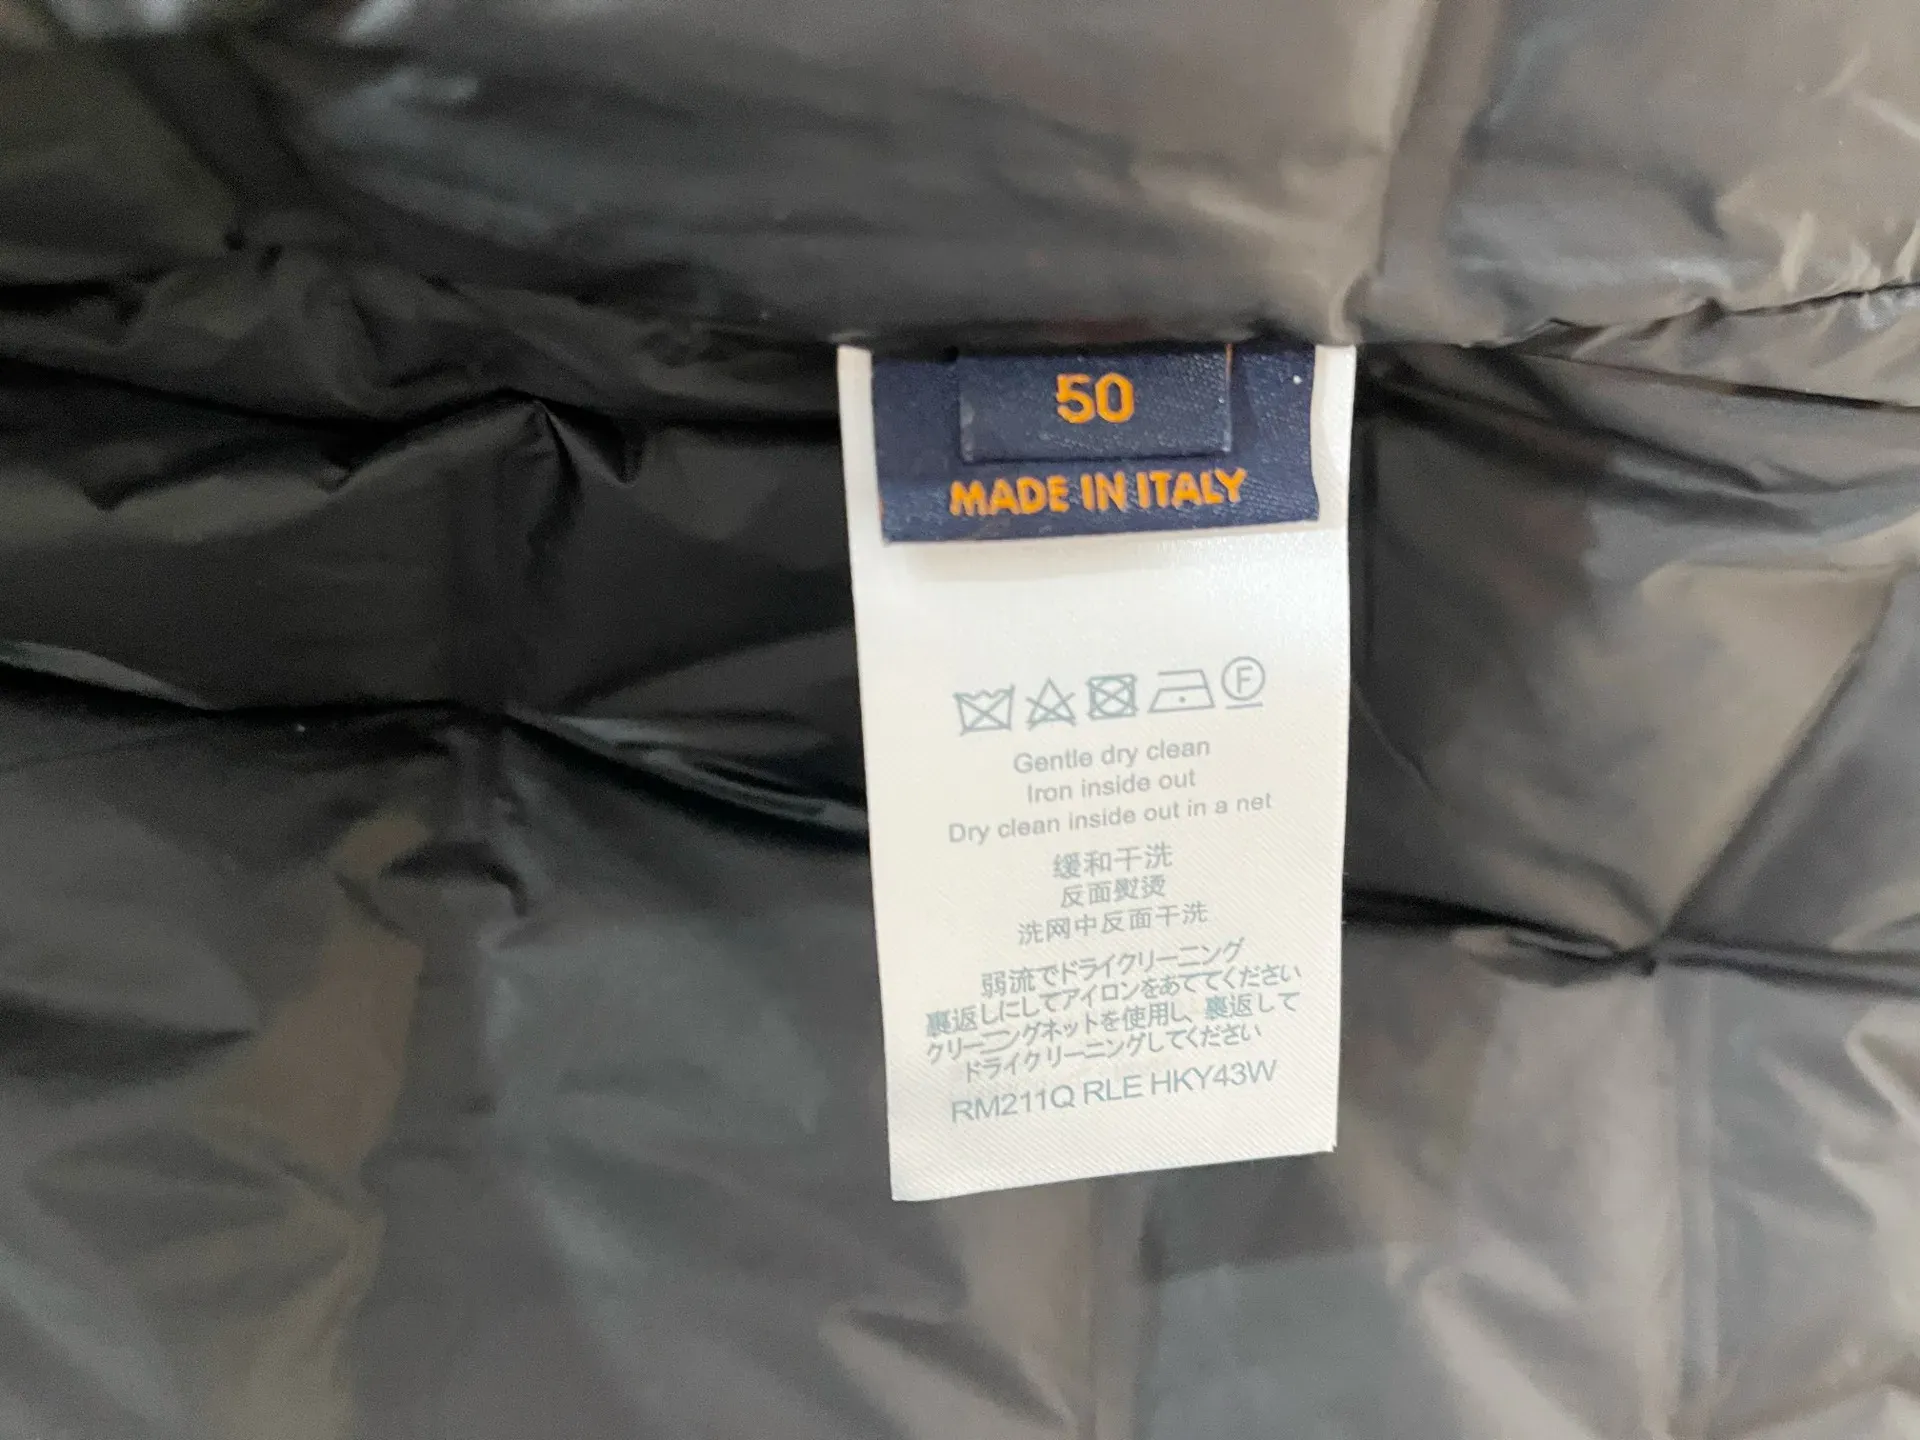 50
MADE IN ITALY
F
Gentle dry clean
Iron inside out
Dry clean inside out in a net
缓和干洗
反面熨烫
洗网中反面干洗
弱流でドライクリーニング
裏返しにしてアイロンをあててください
クリーニングネットを使用し、裏返して
ドライクリーニングしてください
RM211Q RLE HKY43W